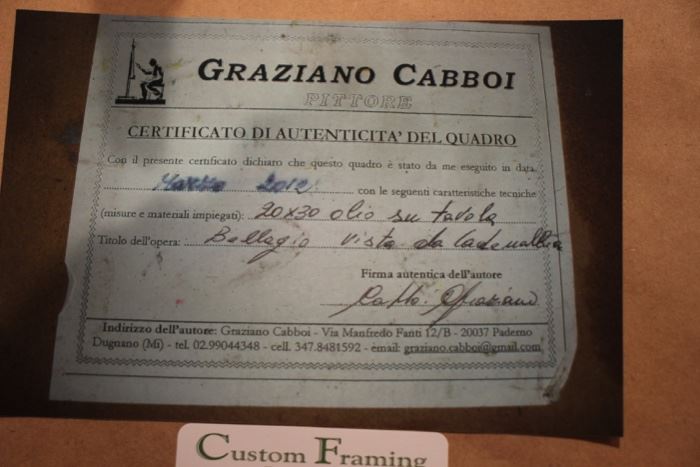 GRAZIANO CABBOI
PITTORE
CERTIFICATO DI AUTENTICITA' DEL QUADRO
Con il presente certificato dichiaro che questo quadro è stato da me eseguito in data
Marzo 2012 con le seguenti caratteristiche tecniche
(misure e materiali impiegati): 20x30 olio su tavola
Titolo dell'opera: Bellagio vista da Cadenabbia
Firma autentica dell'autore
Cabboi Graziano
Indirizzo dell'autore: Graziano Cabboi - Via Manfredo Fanti 12/B - 20037 Paderno
Dugnano (Mi) - tel. 02.99044348 - cell. 347.8481592 - email: graziano.cabboi@gmail.com
Custom Framing